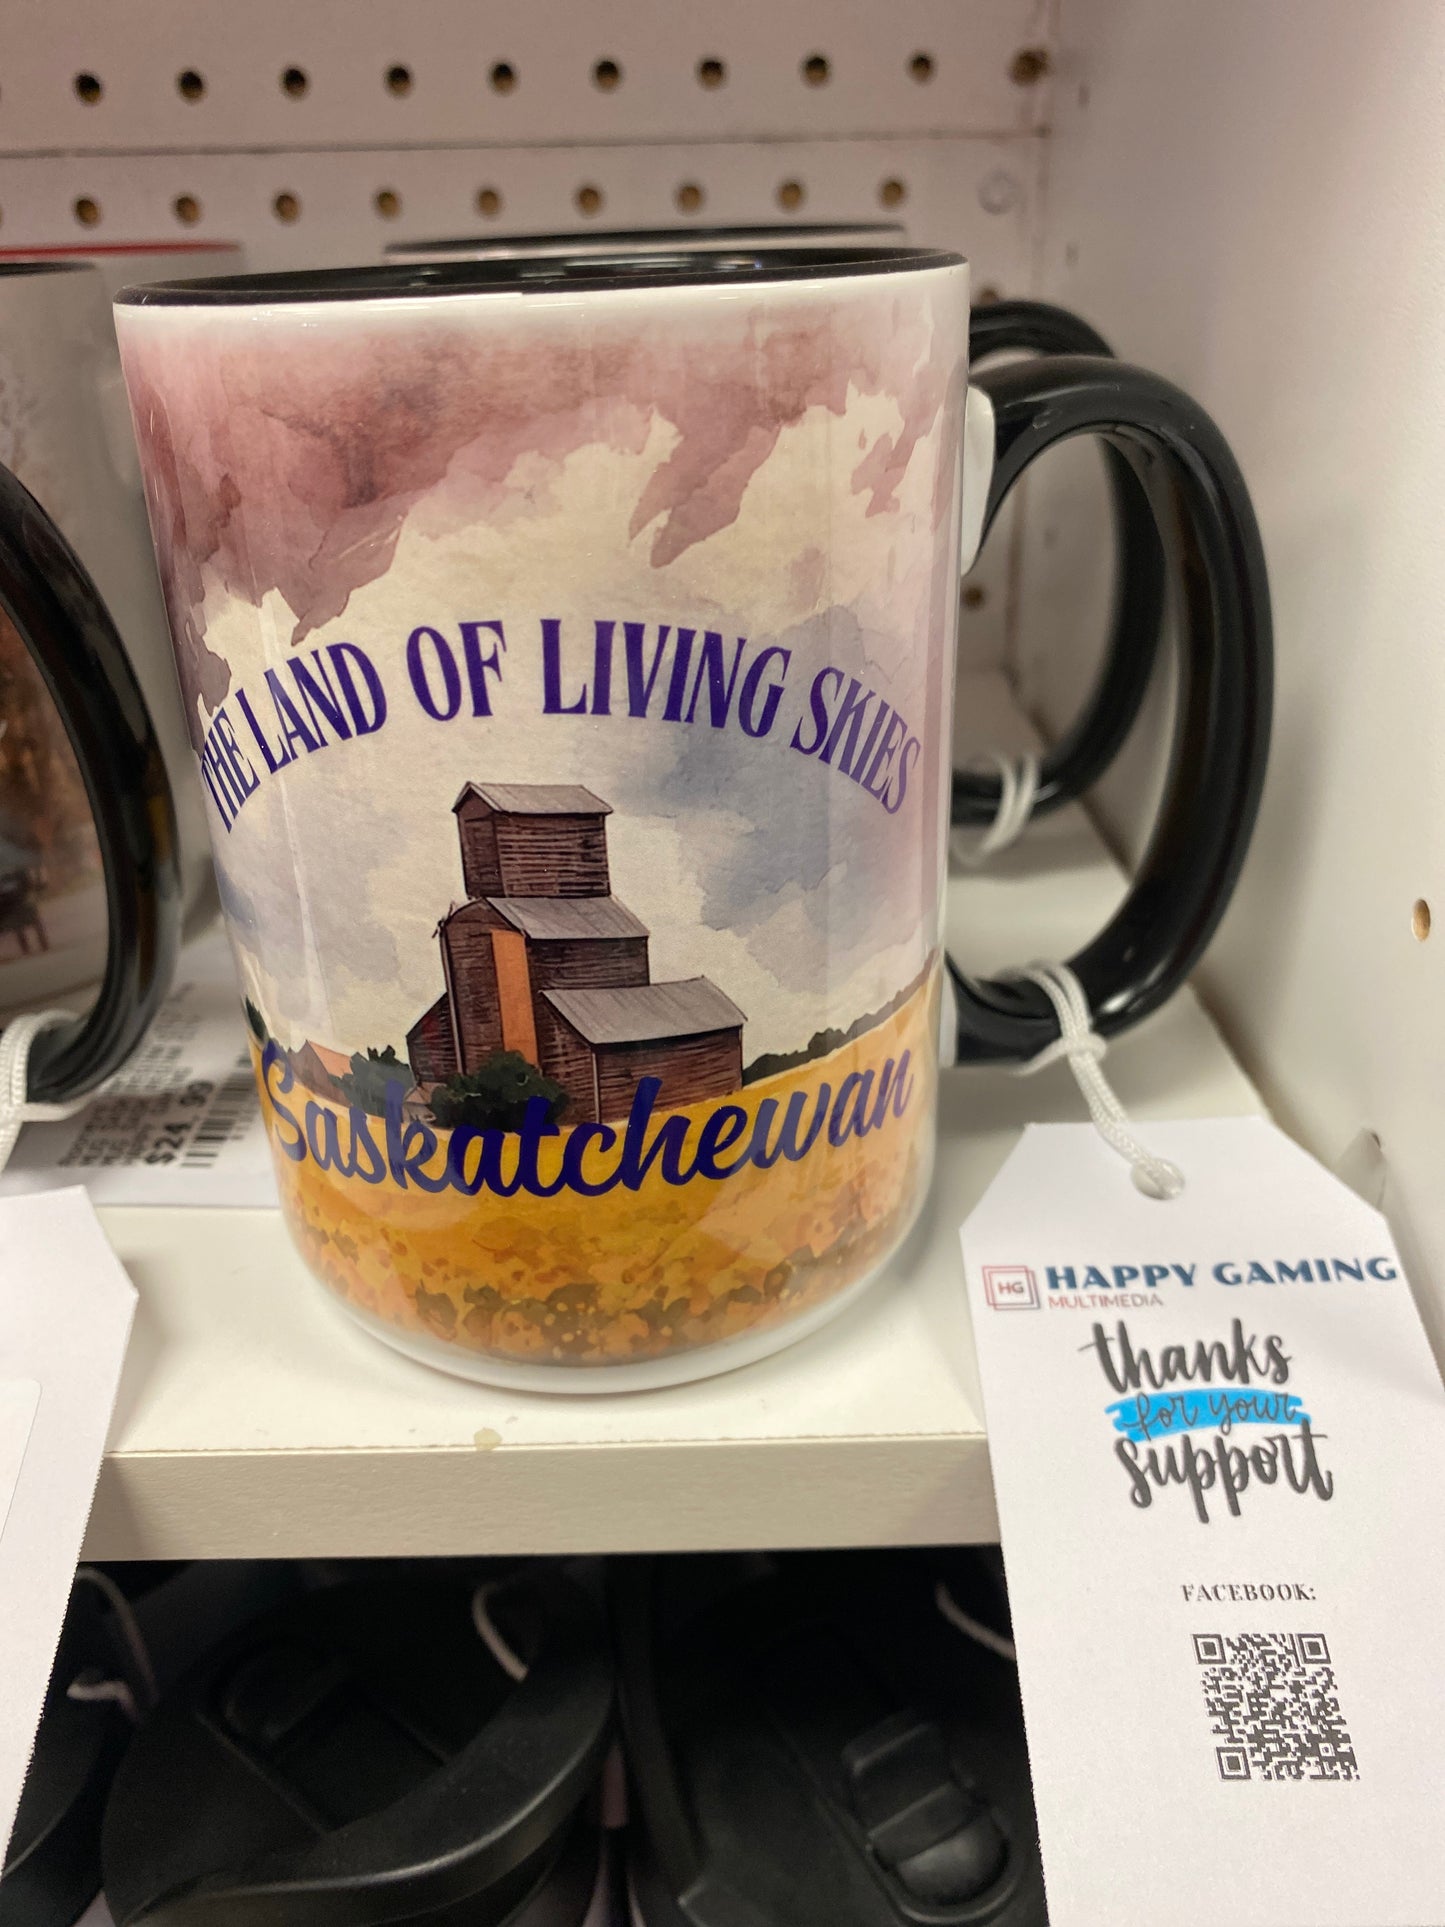 THE LAND OF LIVING SKIES
Saskatchewan
$24.99
HG
HAPPY GAMING
MULTIMEDIA
thanks
for your
support
FACEBOOK: